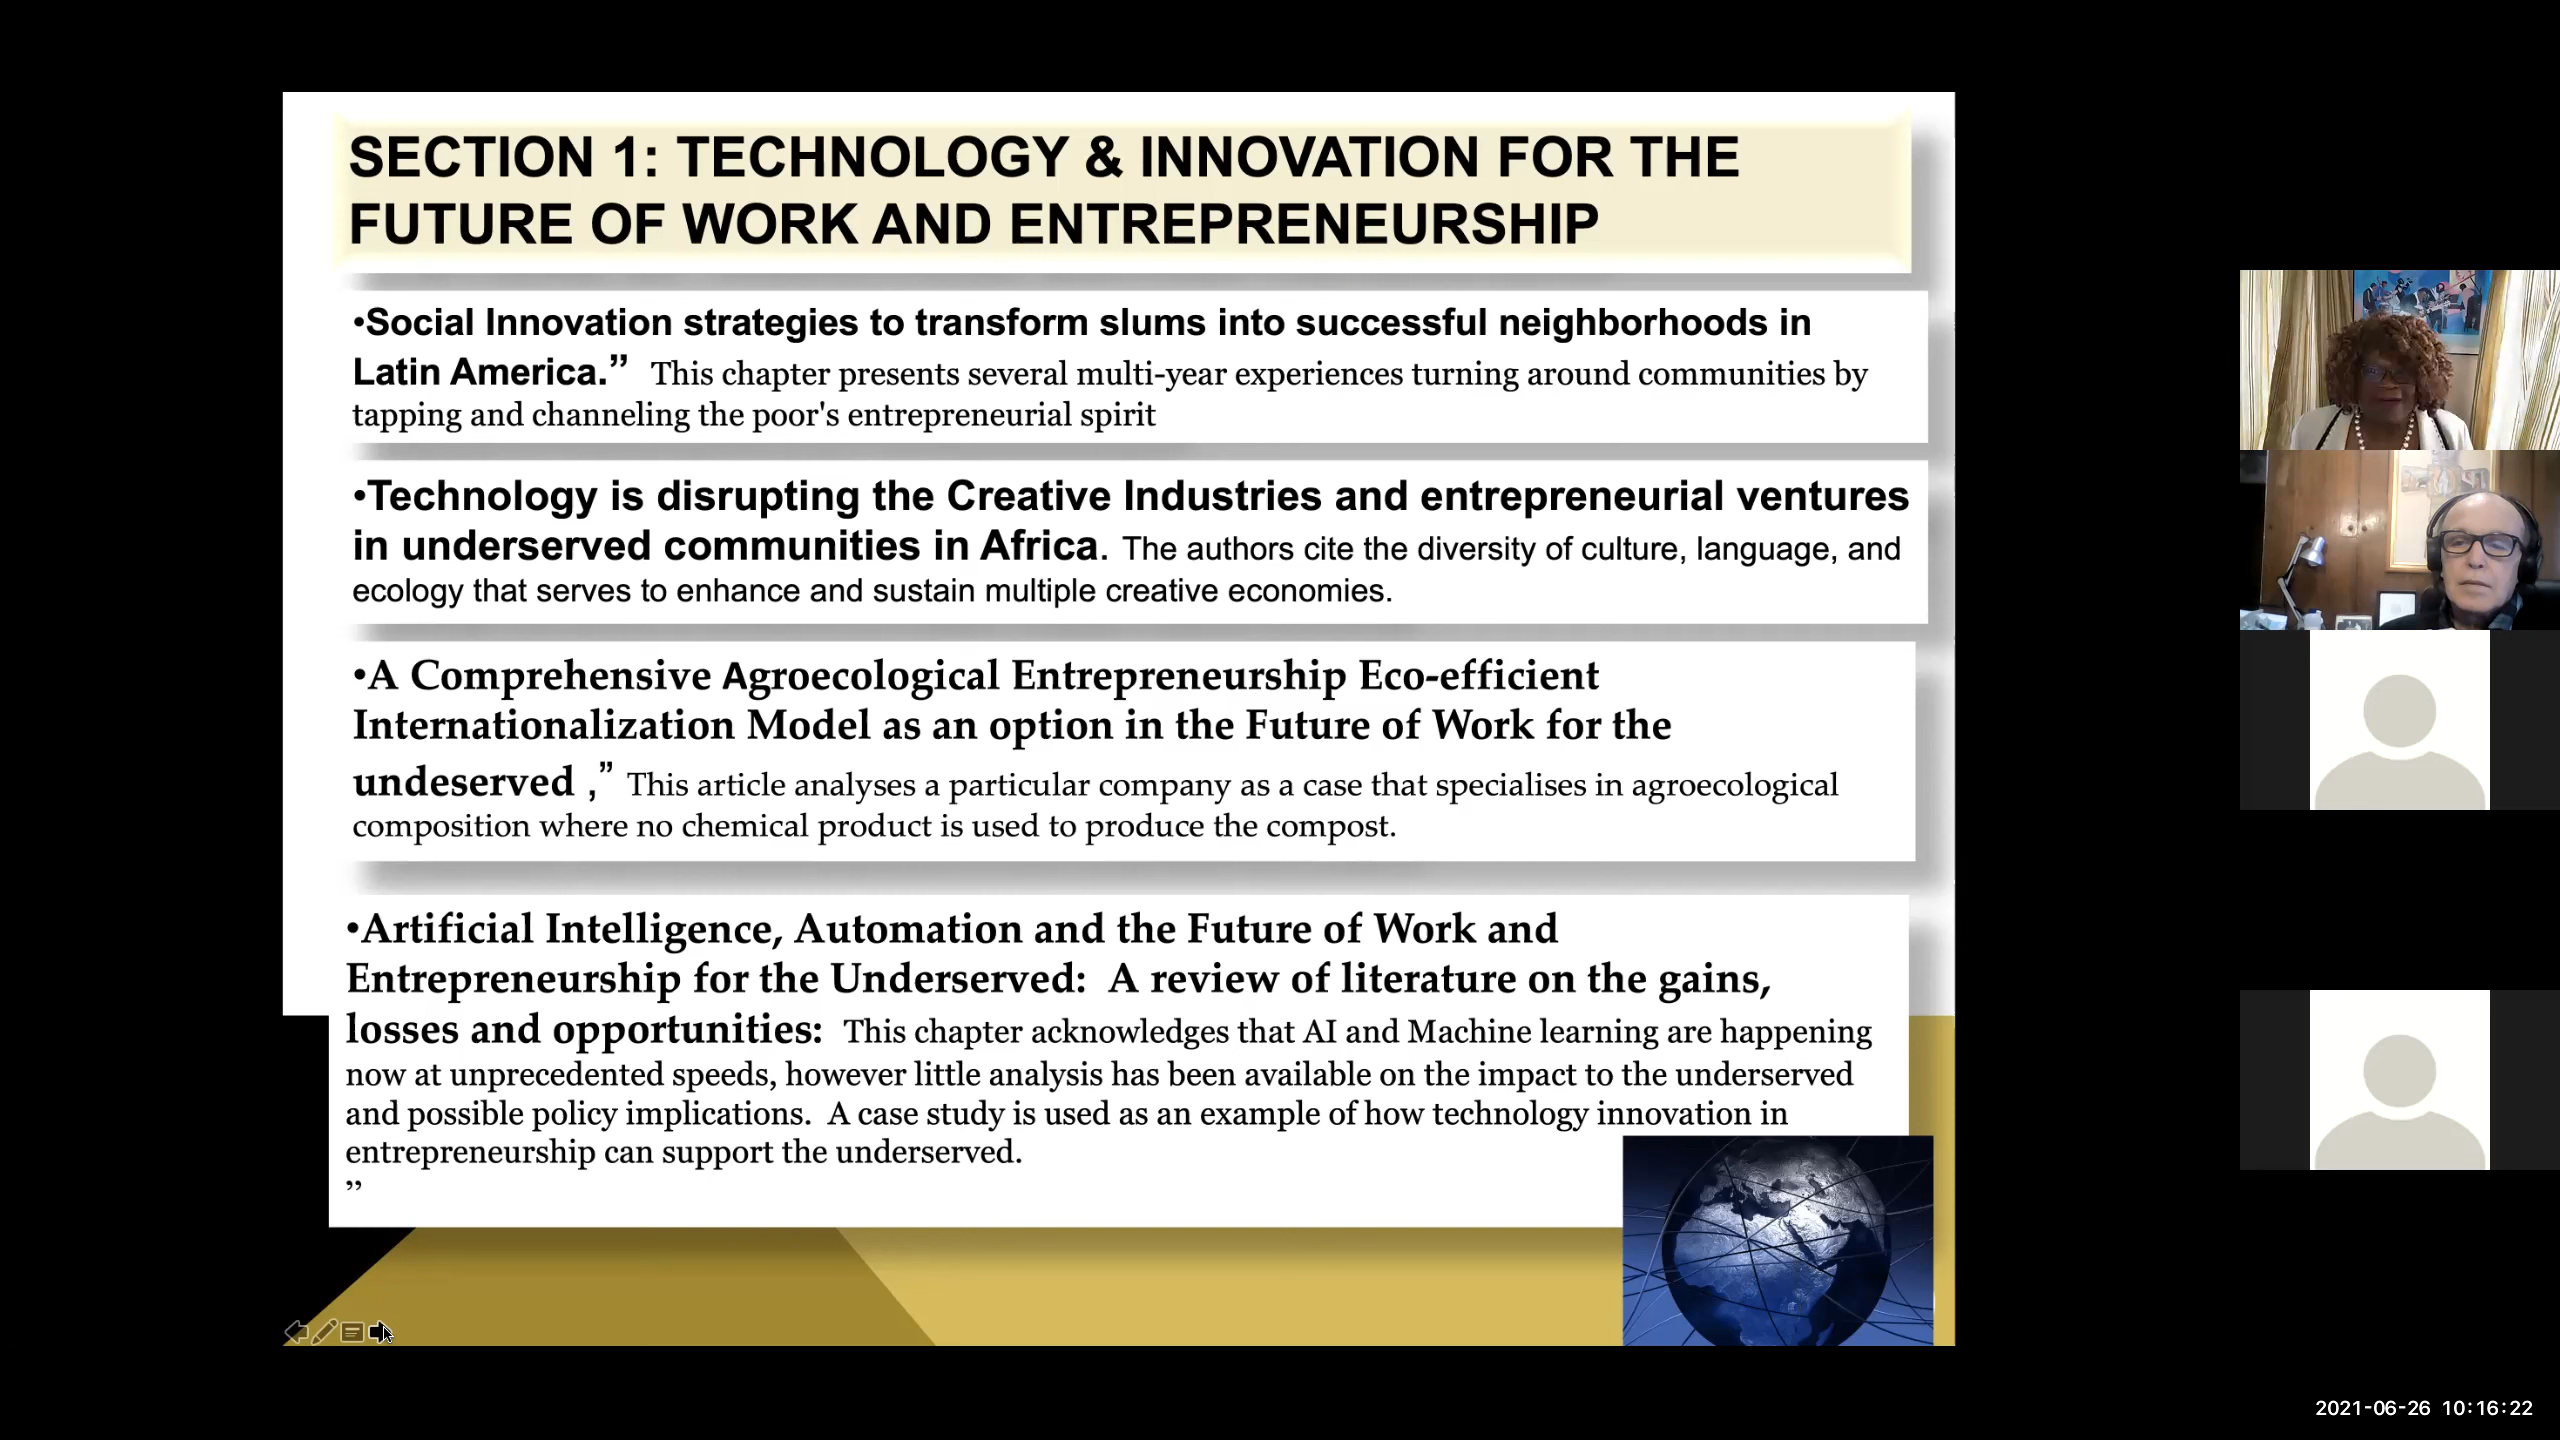 SECTION 1: TECHNOLOGY & INNOVATION FOR THE
FUTURE OF WORK AND ENTREPRENEURSHIP
•Social Innovation strategies to transform slums into successful neighborhoods in
Latin America.” This chapter presents several multi-year experiences turning around communities by
tapping and channeling the poor's entrepreneurial spirit
•Technology is disrupting the Creative Industries and entrepreneurial ventures
in underserved communities in Africa. The authors cite the diversity of culture, language, and
ecology that serves to enhance and sustain multiple creative economies.
•A Comprehensive Agroecological Entrepreneurship Eco-efficient
Internationalization Model as an option in the Future of Work for the
undeserved ,” This article analyses a particular company as a case that specialises in agroecological
composition where no chemical product is used to produce the compost.
•Artificial Intelligence, Automation and the Future of Work and
Entrepreneurship for the Underserved: A review of literature on the gains,
losses and opportunities: This chapter acknowledges that AI and Machine learning are happening
now at unprecedented speeds, however little analysis has been available on the impact to the underserved
and possible policy implications. A case study is used as an example of how technology innovation in
entrepreneurship can support the underserved.
”
2021-06-26 10:16:22